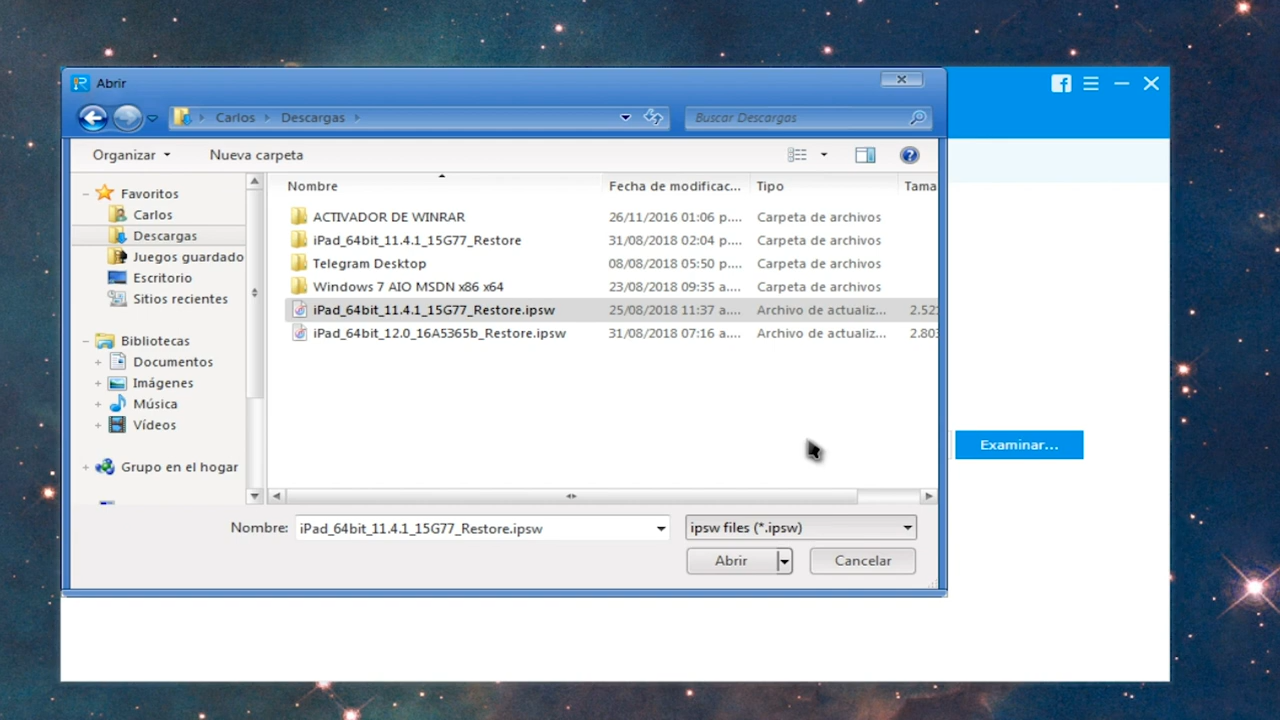 Abrir
Carlos Descargas
Buscar Descargas
Organizar Nueva carpeta
Favoritos
Carlos
Descargas
Juegos guardado
Escritorio
Sitios recientes
Bibliotecas
Documentos
Imágenes
Música
Vídeos
Grupo en el hogar
Nombre Fecha de modificac... Tipo Tama
ACTIVADOR DE WINRAR 26/11/2016 01:06 p.... Carpeta de archivos
iPad_64bit_11.4.1_15G77_Restore 31/08/2018 02:04 p.... Carpeta de archivos
Telegram Desktop 08/08/2018 05:50 p.... Carpeta de archivos
Windows 7 AIO MSDN x86 x64 23/08/2018 09:35 a.... Carpeta de archivos
iPad_64bit_11.4.1_15G77_Restore.ipsw 25/08/2018 11:37 a.... Archivo de actualiz... 2.52
iPad_64bit_12.0_16A5365b_Restore.ipsw 31/08/2018 07:16 a.... Archivo de actualiz... 2.803
Examinar...
Nombre: iPad_64bit_11.4.1_15G77_Restore.ipsw ipsw files (*.ipsw)
Abrir Cancelar